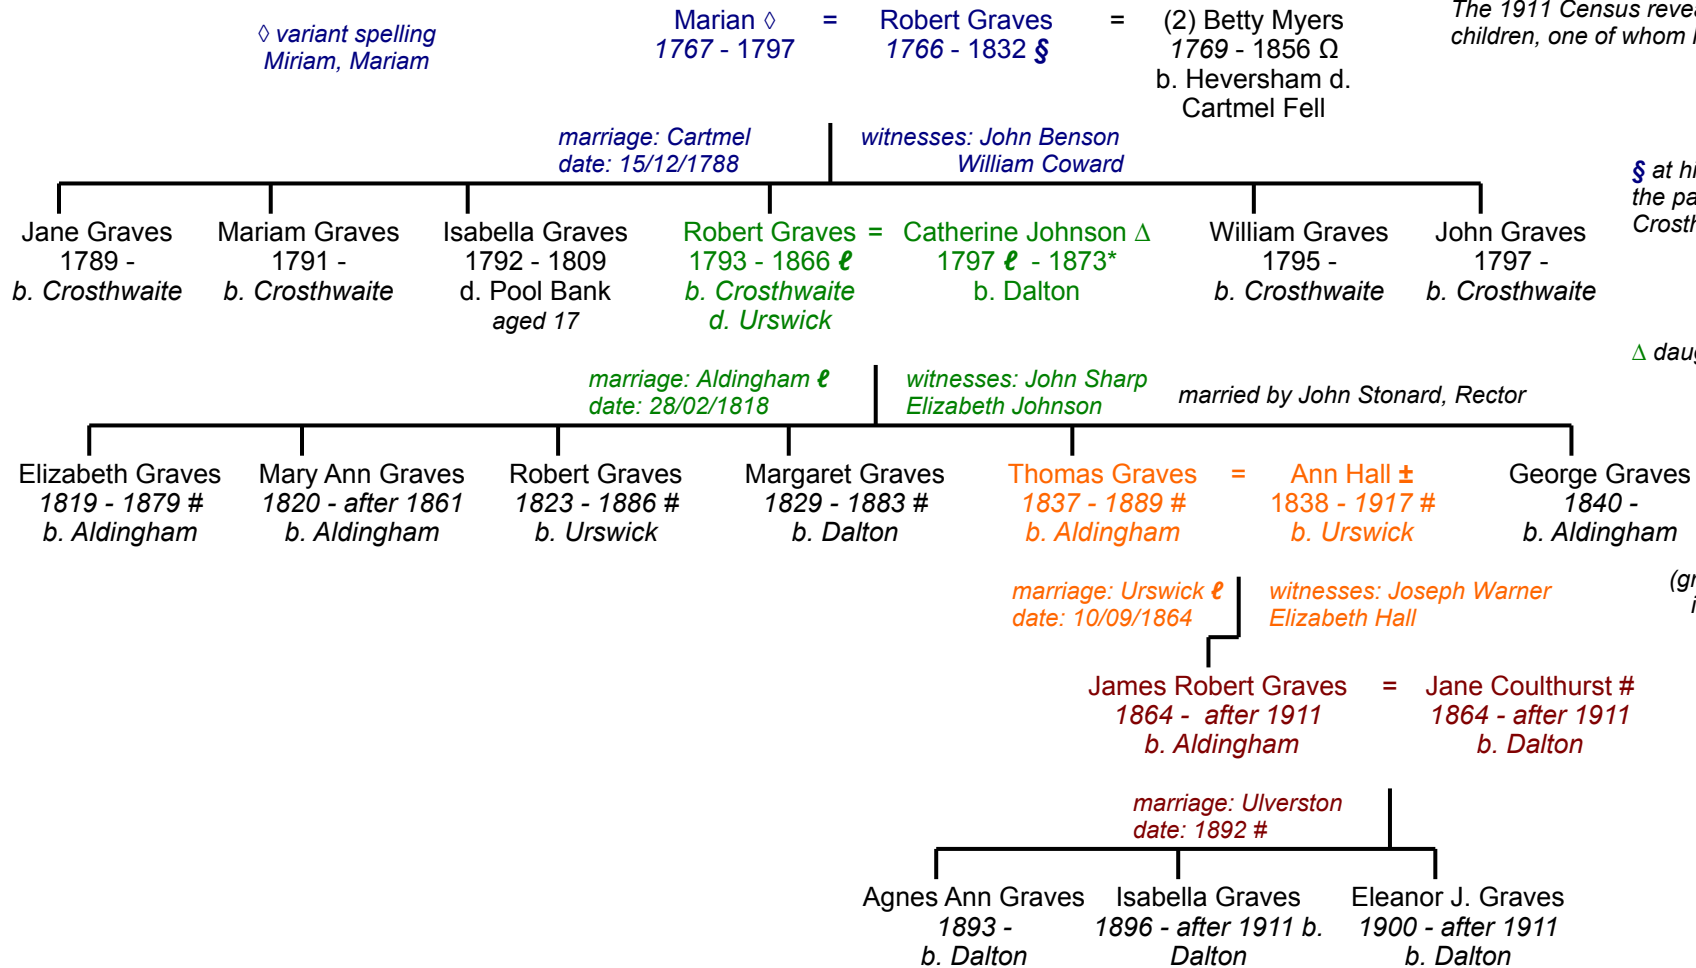 ◊ variant spelling
Miriam, Mariam
Marian ◊ = Robert Graves = (2) Betty Myers
1767 - 1797 1766 - 1832 § 1769 - 1856 Ω
b. Heversham d.
Cartmel Fell
The 1911 Census
children, one of whom
marriage: Cartmel witnesses: John Benson
date: 15/12/1788 William Coward
§ at
the
Jane Graves Mariam Graves Isabella Graves Robert Graves = Catherine Johnson Δ William Graves John Graves
1789 - 1791 - 1792 - 1809 1793 - 1866 ℓ 1797 ℓ - 1873* 1795 - 1797 -
b. Crosthwaite b. Crosthwaite d. Pool Bank b. Crosthwaite b. Dalton b. Crosthwaite b. Crosthwaite
aged 17 d. Urswick
Δ
marriage: Aldingham ℓ witnesses: John Sharp married by John Stonard, Rector
date: 28/02/1818 Elizabeth Johnson
Elizabeth Graves Mary Ann Graves Robert Graves Margaret Graves Thomas Graves = Ann Hall ± George Graves
1819 - 1879 # 1820 - after 1861 1823 - 1886 # 1829 - 1883 # 1837 - 1889 # 1838 - 1917 # 1840 -
b. Aldingham b. Aldingham b. Urswick b. Dalton b. Aldingham b. Urswick b. Aldingham
marriage: Urswick ℓ witnesses: Joseph Warner
date: 10/09/1864 Elizabeth Hall
James Robert Graves = Jane Coulthurst #
1864 - after 1911 1864 - after 1911
b. Aldingham b. Dalton
marriage: Ulverston
date: 1892 #
Agnes Ann Graves Isabella Graves Eleanor J. Graves
1893 - 1896 - after 1911 b. 1900 - after 1911
b. Dalton Dalton b. Dalton